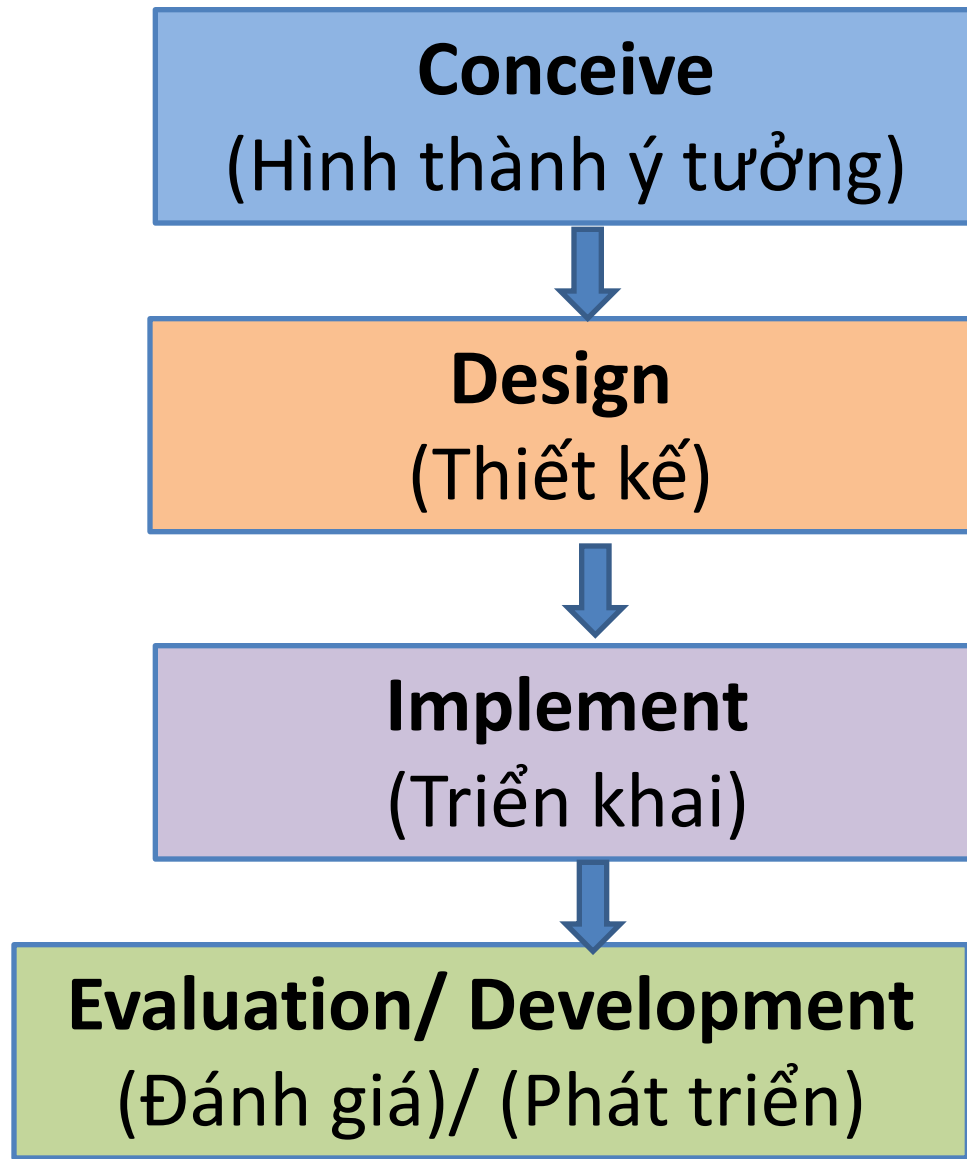 Conceive
(Hình thành ý tưởng)
Design
(Thiết kế)
Implement
(Triển khai)
Evaluation/ Development
(Đánh giá)/ (Phát triển)